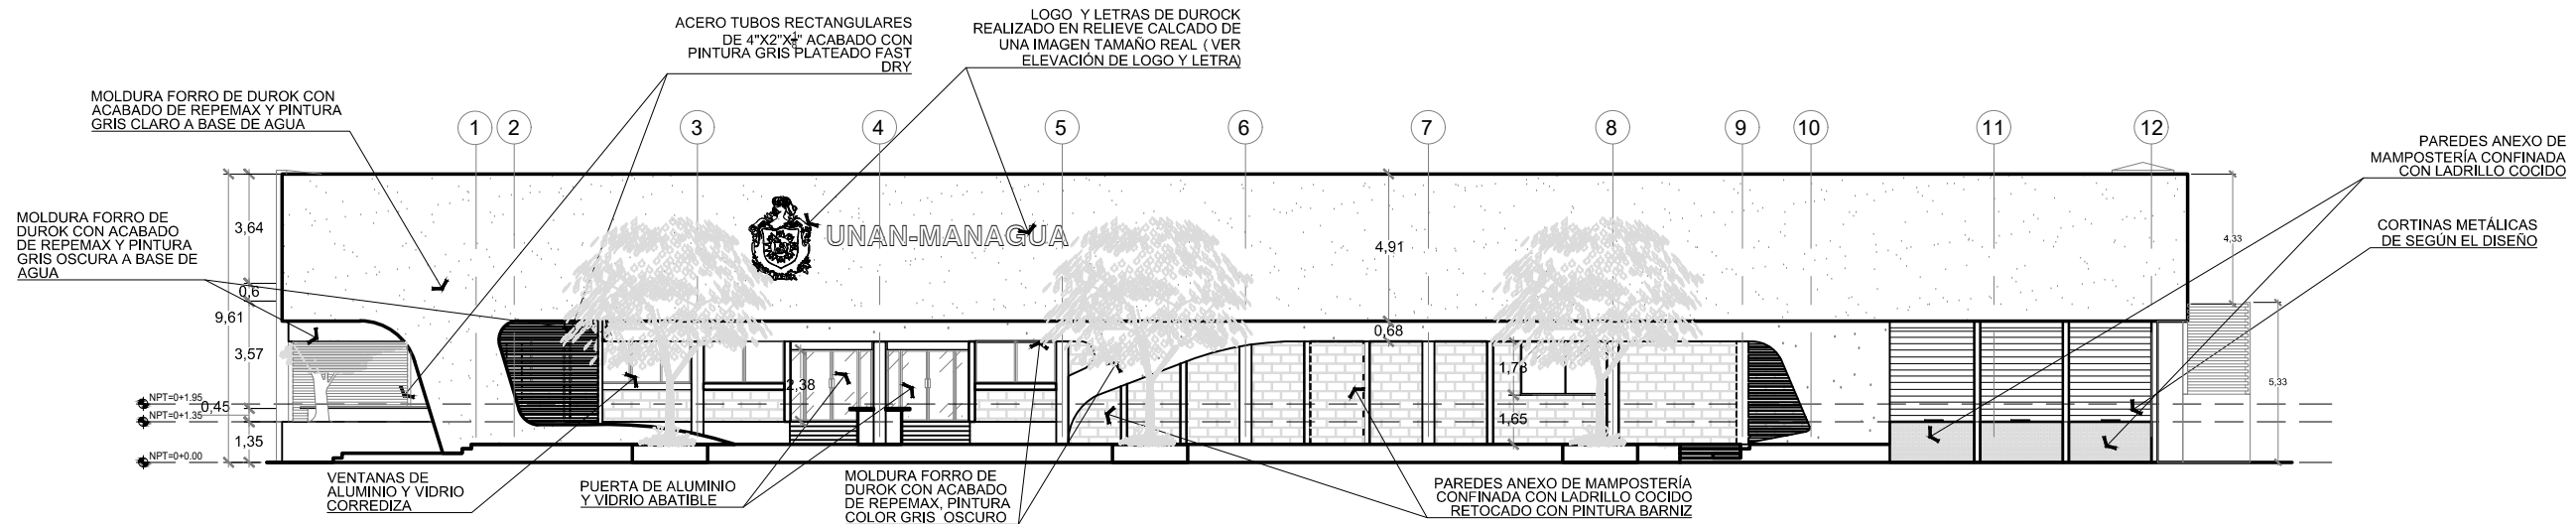 ACERO TUBOS RECTANGULARES
DE 4"X2"X1/8" ACABADO CON
PINTURA GRIS PLATEADO FAST
DRY
LOGO Y LETRAS DE DUROCK
REALIZADO EN RELIEVE CALCADO DE
UNA IMAGEN TAMAÑO REAL ( VER
ELEVACIÓN DE LOGO Y LETRA)
MOLDURA FORRO DE DUROK CON
ACABADO DE REPEMAX Y PINTURA
GRIS CLARO A BASE DE AGUA
1 2 3 4 5 6 7 8 9 10 11 12
PAREDES ANEXO DE
MAMPOSTERÍA CONFINADA
CON LADRILLO COCIDO
MOLDURA FORRO DE
DUROK CON ACABADO
DE REPEMAX Y PINTURA
GRIS OSCURA A BASE DE
AGUA
CORTINAS METÁLICAS
DE SEGÚN EL DISEÑO
UNAN-MANAGUA
3,64
4,91
4,33
0,6
9,61
0,68
3,57
1,78
2,38
5,33
NPT=0+1.95
0,45
NPT=0+1.35
1,65
1,35
NPT=0+0.00
VENTANAS DE
ALUMINIO Y VIDRIO
CORREDIZA
PUERTA DE ALUMINIO
Y VIDRIO ABATIBLE
MOLDURA FORRO DE
DUROK CON ACABADO
DE REPEMAX, PINTURA
COLOR GRIS OSCURO
PAREDES ANEXO DE MAMPOSTERÍA
CONFINADA CON LADRILLO COCIDO
RETOCADO CON PINTURA BARNIZ